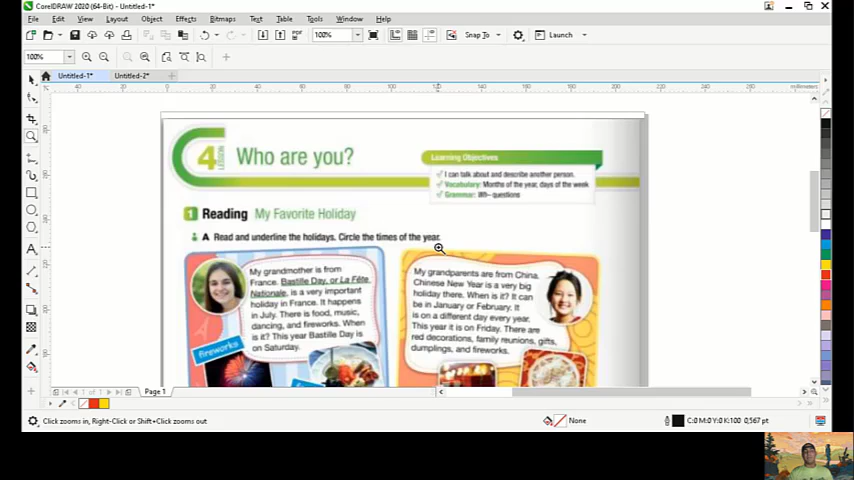 CorelDRAW 2020 (64-Bit) - Untitled-1*
File Edit View Layout Object Effects Bitmaps Text Table Tools Window Help
100% PDF Snap To Launch
100%
Untitled-1* Untitled-2*
millimeters
4 LESSON Who are you?
Learning Objectives
I can talk about and describe another person.
Vocabulary: Months of the year, days of the week
Grammar: Wh- questions
1 Reading My Favorite Holiday
A Read and underline the holidays. Circle the times of the year.
My grandmother is from
France. Bastille Day, or La Fête
Nationale, is a very important
holiday in France. It happens
in July. There is food, music,
dancing, and fireworks. When
is it? This year Bastille Day is
on Saturday.
fireworks
My grandparents are from China.
Chinese New Year is a very big
holiday there. When is it? It can
be in January or February. It
is on a different day every year.
This year it is on Friday. There are
red decorations, family reunions, gifts,
dumplings, and fireworks.
1 of 1 Page 1
Click zooms in, Right-Click or Shift+Click zooms out None C:0 M:0 Y:0 K:100 0,567 pt